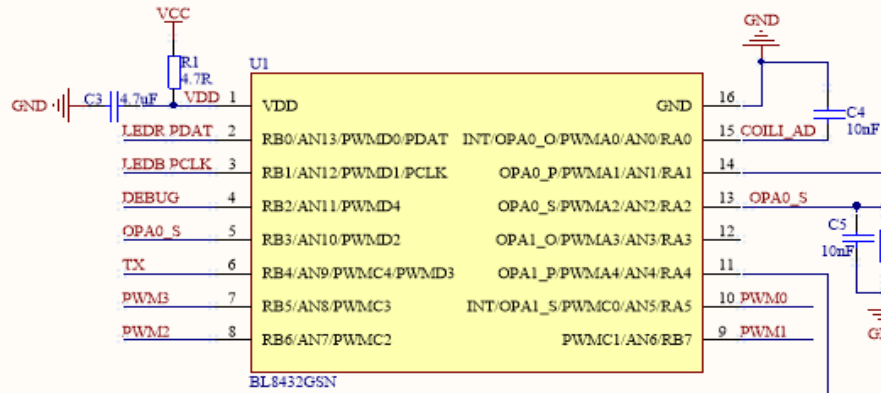 VCC
GND
R1
4.7R
U1
GND
C3
4.7uF
VDD
1
VDD
GND
16
C4
10nF
LEDR PDAT
2
RB0/AN13/PWMD0/PDAT
INT/OPA0_O/PWMA0/AN0/RA0
15
COILI_AD
LEDB PCLK
3
RB1/AN12/PWMD1/PCLK
OPA0_P/PWMA1/AN1/RA1
14
DEBUG
4
RB2/AN11/PWMD4
OPA0_S/PWMA2/AN2/RA2
13
OPA0_S
OPA0_S
5
RB3/AN10/PWMD2
OPA1_O/PWMA3/AN3/RA3
12
C5
10nF
TX
6
RB4/AN9/PWMC4/PWMD3
OPA1_P/PWMA4/AN4/RA4
11
PWM3
7
RB5/AN8/PWMC3
INT/OPA1_S/PWMC0/AN5/RA5
10
PWM0
PWM2
8
RB6/AN7/PWMC2
PWMC1/AN6/RB7
9
PWM1
BL8432GSN